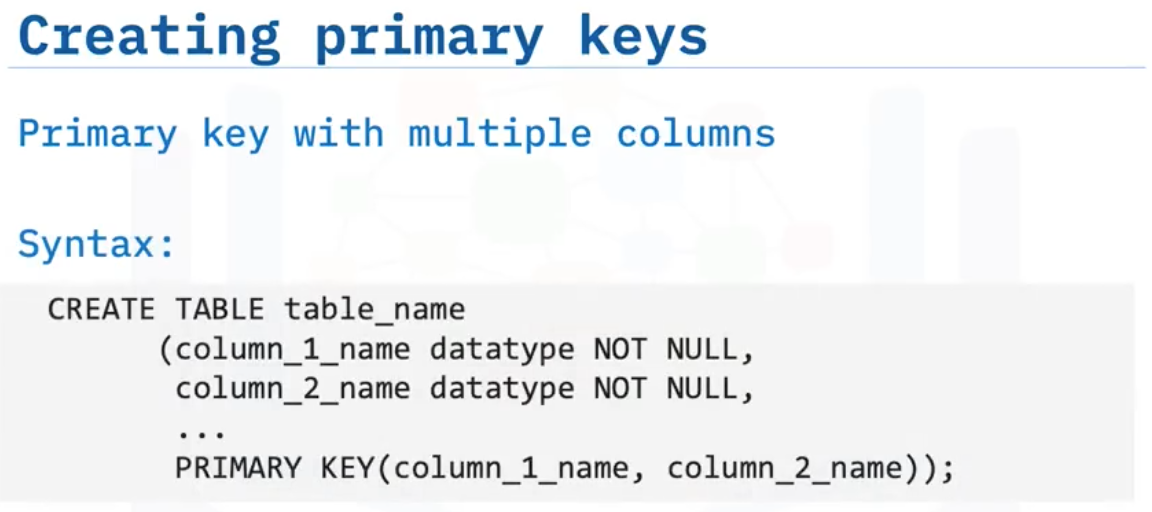 Creating primary keys
Primary key with multiple columns
Syntax:
CREATE TABLE table_name
(column_1_name datatype NOT NULL,
column_2_name datatype NOT NULL,
...
PRIMARY KEY(column_1_name, column_2_name));